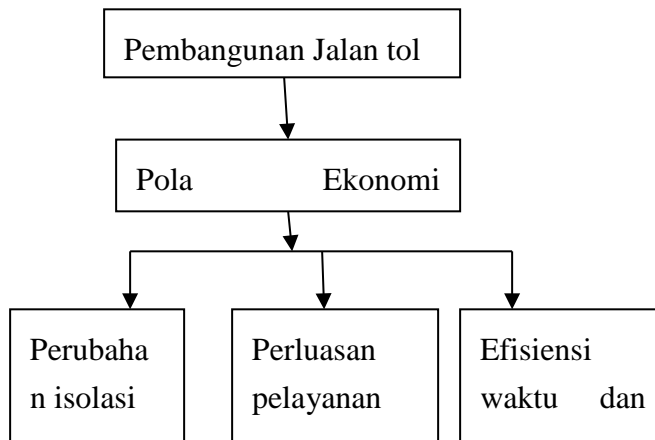 Pembangunan Jalan tol
Pola Ekonomi
Perubaha
n isolasi
Perluasan
pelayanan
Efisiensi
waktu dan